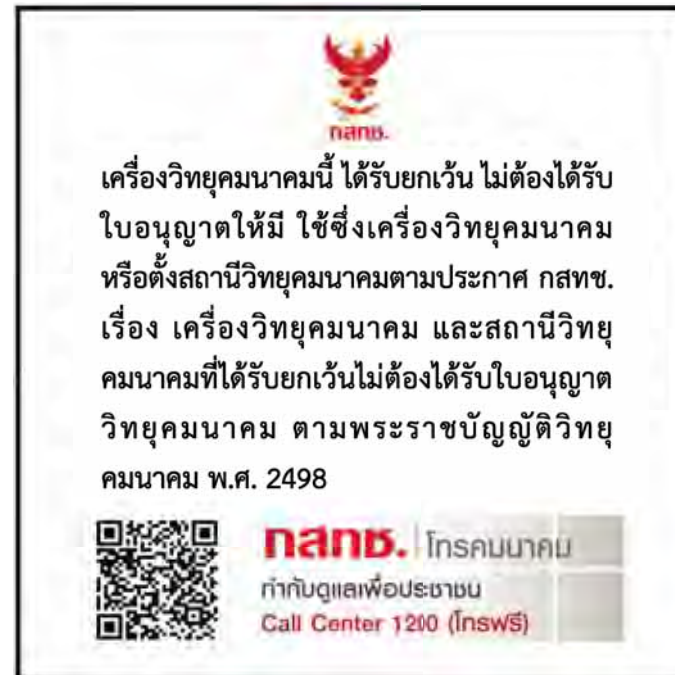 กสทช.
เครื่องวิทยุคมนาคมนี้ ได้รับยกเว้น ไม่ต้องได้รับ
ใบอนุญาตให้มี ใช้ซึ่งเครื่องวิทยุคมนาคม
หรือตั้งสถานีวิทยุคมนาคมตามประกาศ กสทช.
เรื่อง เครื่องวิทยุคมนาคม และสถานีวิทยุ
คมนาคมที่ได้รับยกเว้นไม่ต้องได้รับใบอนุญาต
วิทยุคมนาคม ตามพระราชบัญญัติวิทยุ
คมนาคม พ.ศ. 2498
กสทช. โทรคมนาคม
กำกับดูแลเพื่อประชาชน
Call Center 1200 (โทรฟรี)